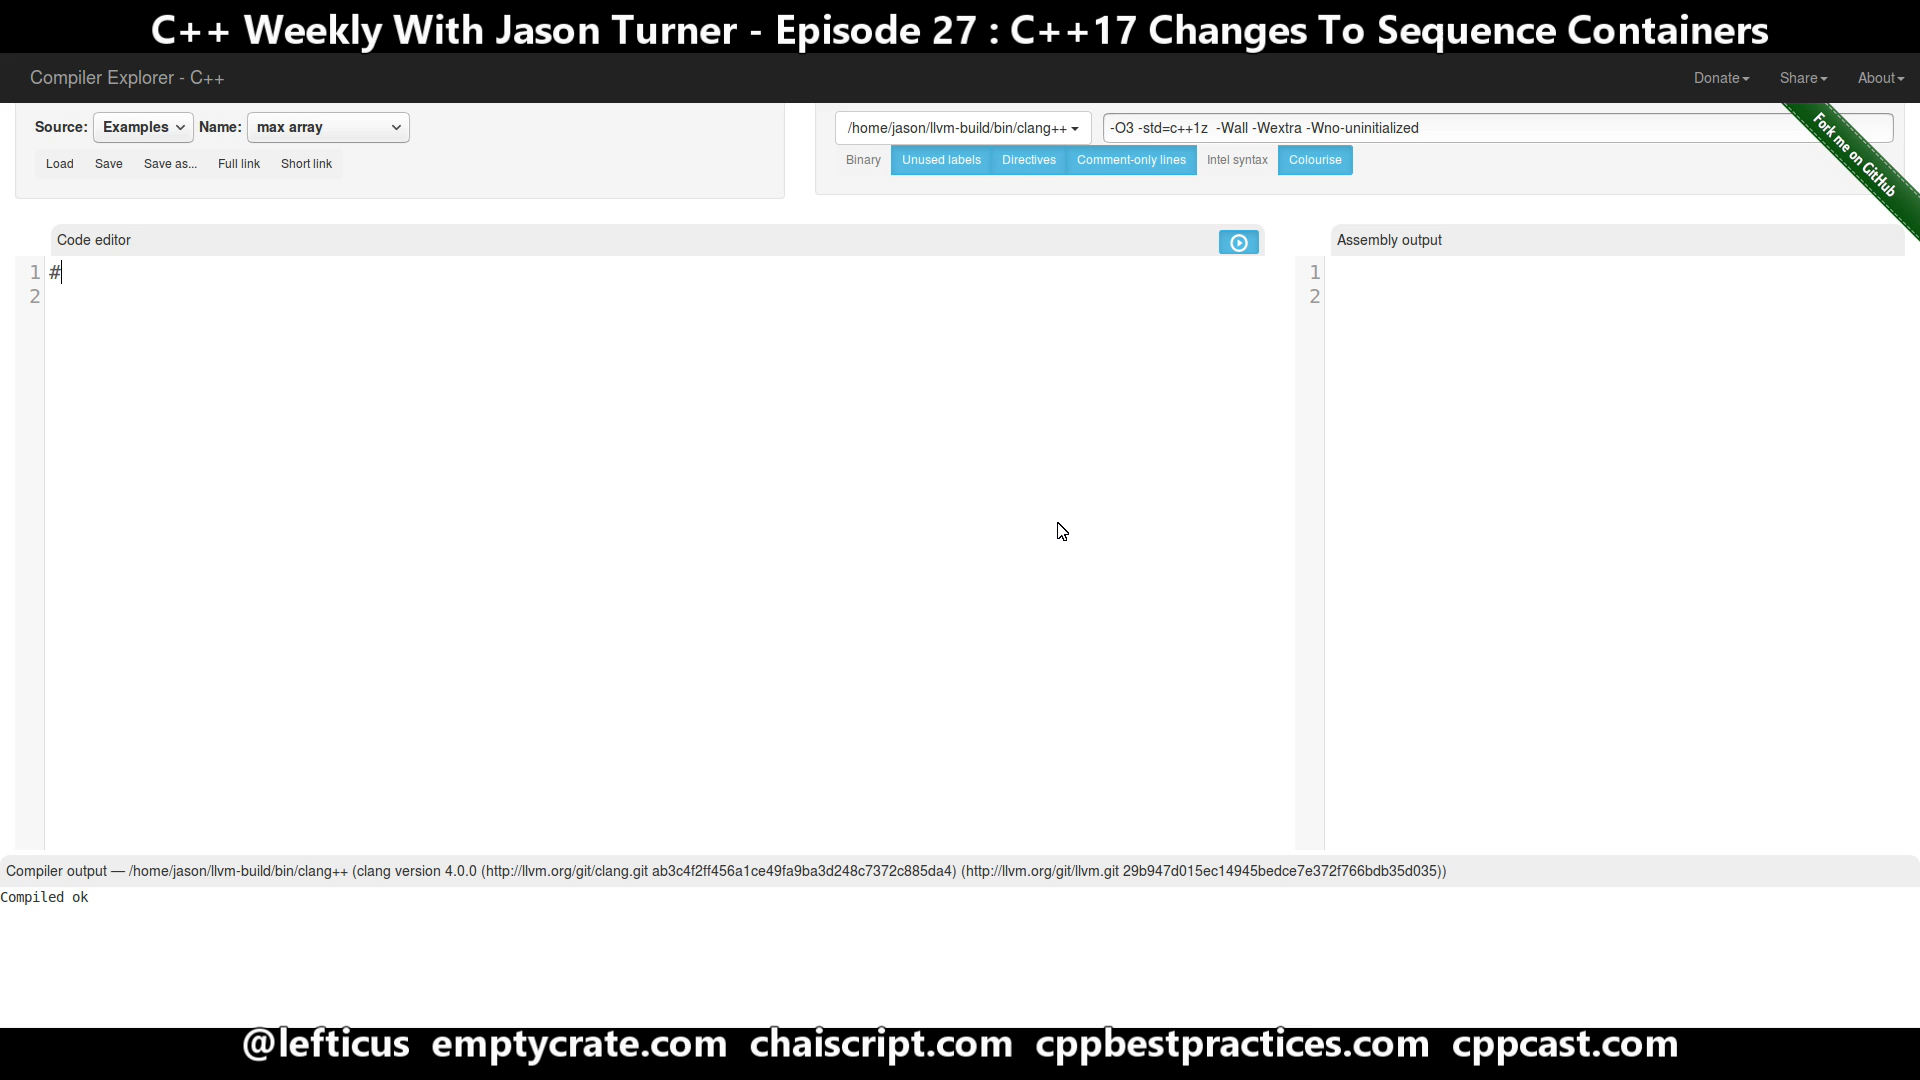 C++ Weekly With Jason Turner - Episode 27 : C++17 Changes To Sequence Containers
Compiler Explorer - C++ Donate Share About
Source: Examples Name: max array /home/jason/llvm-build/bin/clang++ -O3 -std=c++1z -Wall -Wextra -Wno-uninitialized
Fork me on GitHub
Load Save Save as... Full link Short link Binary Unused labels Directives Comment-only lines Intel syntax Colourise
Code editor Assembly output
1 # 1
2 2
Compiler output — /home/jason/llvm-build/bin/clang++ (clang version 4.0.0 (http://llvm.org/git/clang.git ab3c4f2ff456a1ce49fa9ba3d248c7372c885da4) (http://llvm.org/git/llvm.git 29b947d015ec14945bedce7e372f766bdb35d035))
Compiled ok
@lefticus emptycrate.com chaiscript.com cppbestpractices.com cppcast.com